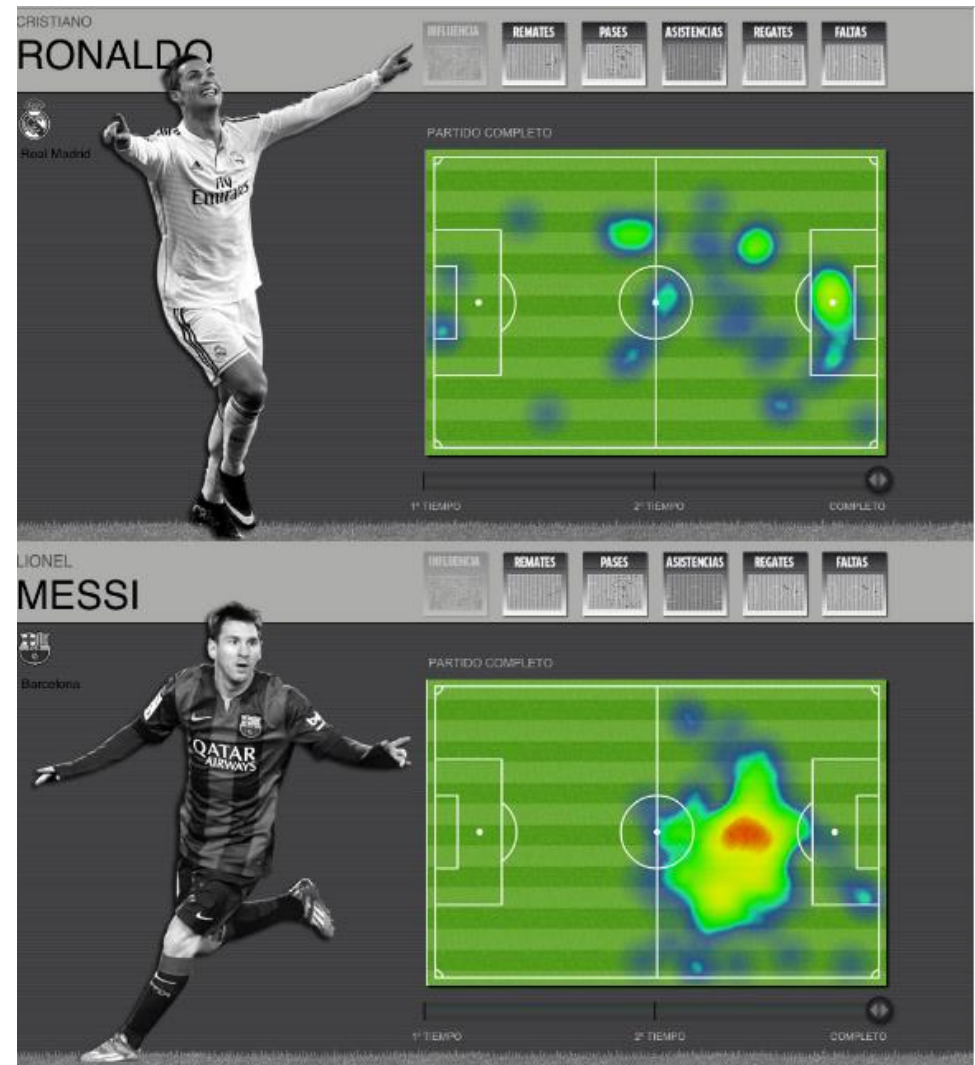 CRISTIANO
RONALDO
INFLUENCIA
REMATES
PASES
ASISTENCIAS
REGATES
FALTAS
Real Madrid
PARTIDO COMPLETO
Fly
Emirates
1º TIEMPO
2º TIEMPO
COMPLETO
LIONEL
MESSI
INFLUENCIA
REMATES
PASES
ASISTENCIAS
REGATES
FALTAS
Barcelona
PARTIDO COMPLETO
QATAR
AIRWAYS
1º TIEMPO
2º TIEMPO
COMPLETO